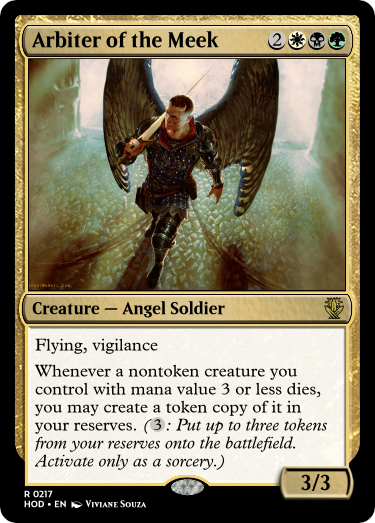 Arbiter of the Meek 2
Creature — Angel Soldier
Flying, vigilance
Whenever a nontoken creature you
control with mana value 3 or less dies,
you may create a token copy of it in
your reserves. (3: Put up to three tokens
from your reserves onto the battlefield.
Activate only as a sorcery.)
3/3
R 0217
HOD • EN Viviane Souza